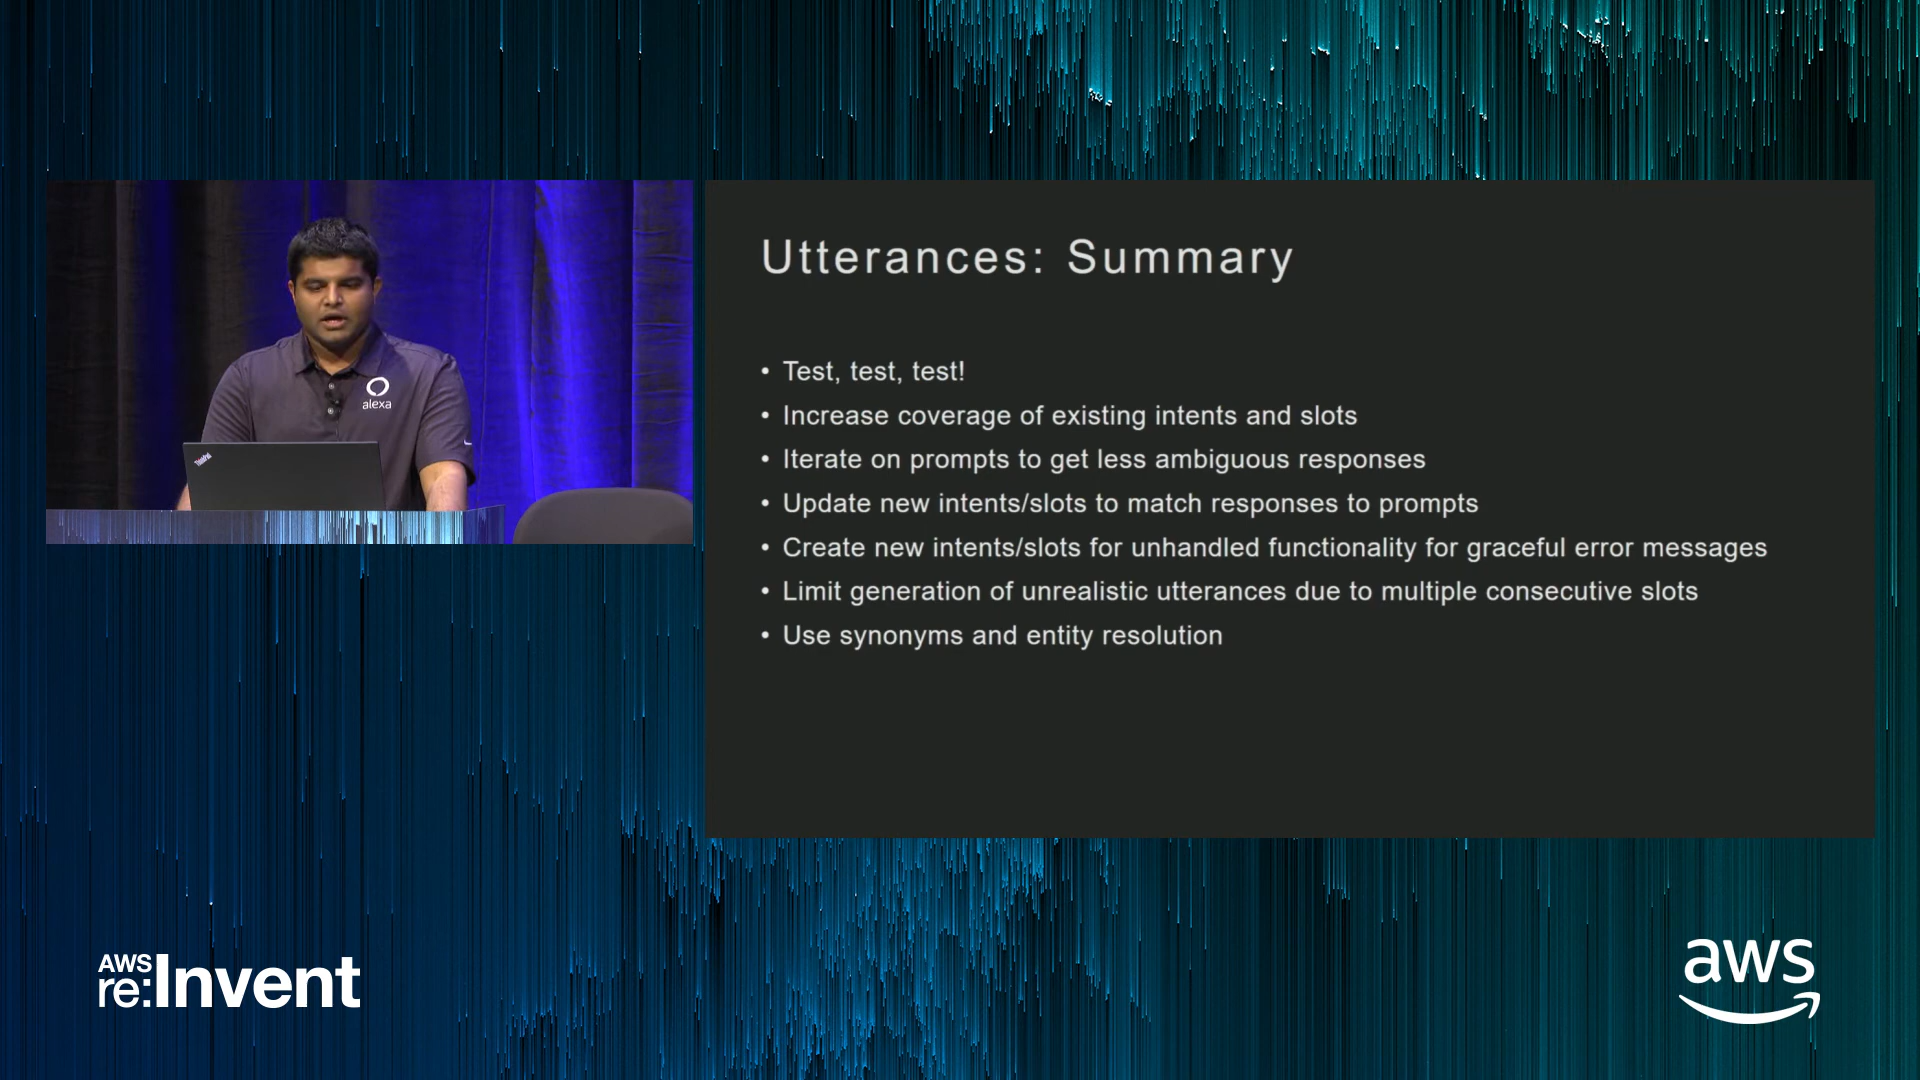 alexa
ThinkPad
Utterances: Summary
• Test, test, test!
• Increase coverage of existing intents and slots
• Iterate on prompts to get less ambiguous responses
• Update new intents/slots to match responses to prompts
• Create new intents/slots for unhandled functionality for graceful error messages
• Limit generation of unrealistic utterances due to multiple consecutive slots
• Use synonyms and entity resolution
AWS
re:Invent
aws